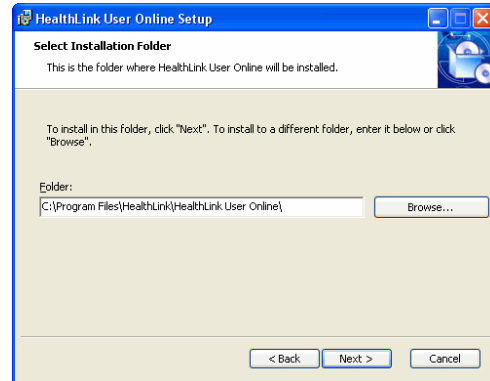 HealthLink User Online Setup
Select Installation Folder
This is the folder where HealthLink User Online will be installed.
To install in this folder, click "Next". To install to a different folder, enter it below or click
"Browse".
Folder:
C:\Program Files\HealthLink\HealthLink User Online\
Browse...
< Back
Next >
Cancel